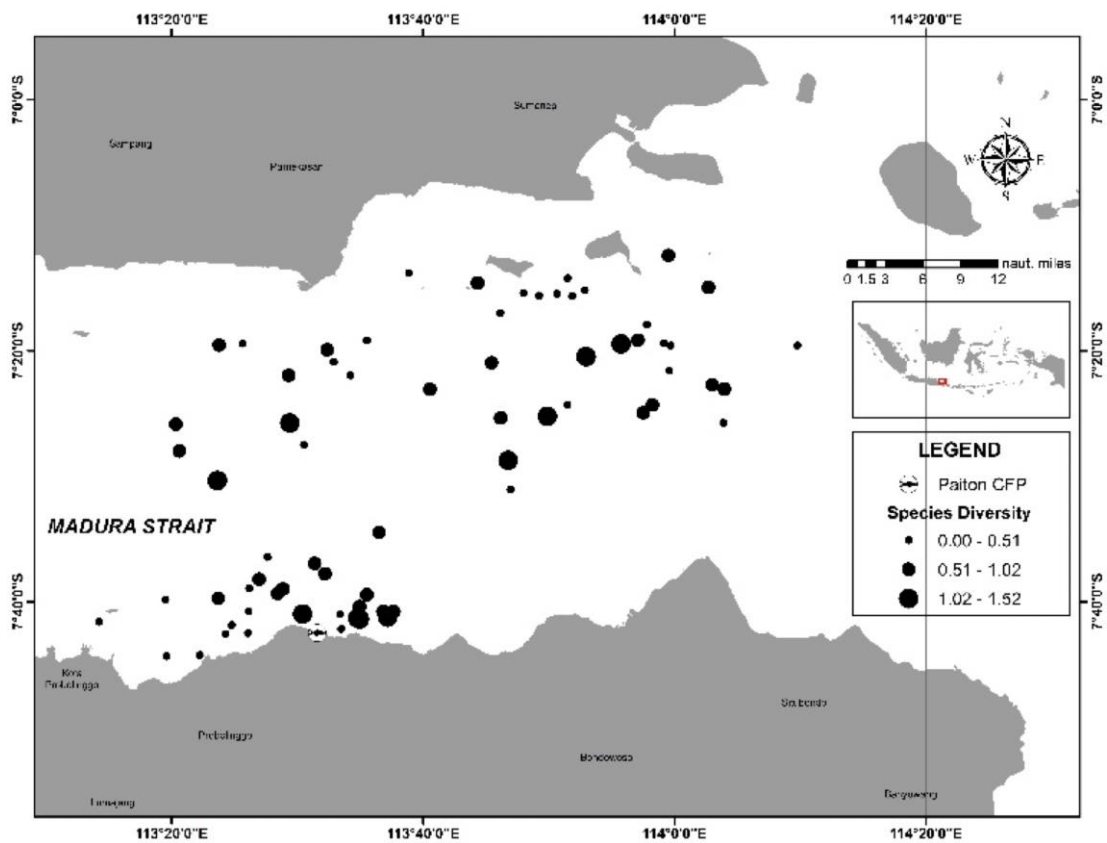 113°20'0"E 113°40'0"E 114°0'0"E 114°20'0"E
7°0'0"S 7°0'0"S
Sampang
Pamekasan
Sumenep
N
W E
S
0 1.5 3 6 9 12 naut. miles
7°20'0"S 7°20'0"S
MADURA STRAIT
LEGEND
Paiton CFP
Species Diversity
0.00 - 0.51
0.51 - 1.02
1.02 - 1.52
7°40'0"S 7°40'0"S
Kota
Probolinggo
Probolinggo
Lumajang
Bondowoso
Situbondo
Banyuwangi
113°20'0"E 113°40'0"E 114°0'0"E 114°20'0"E